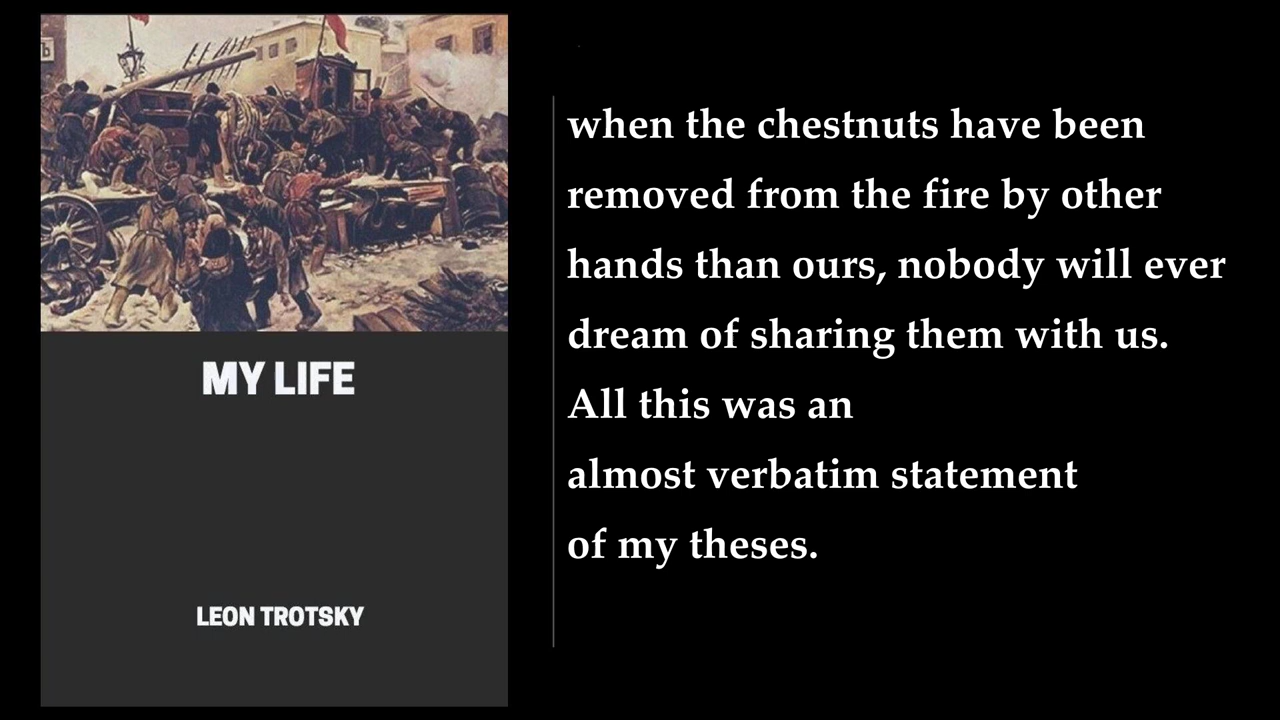 MY LIFE
LEON TROTSKY
when the chestnuts have been
removed from the fire by other
hands than ours, nobody will ever
dream of sharing them with us.
All this was an
almost verbatim statement
of my theses.